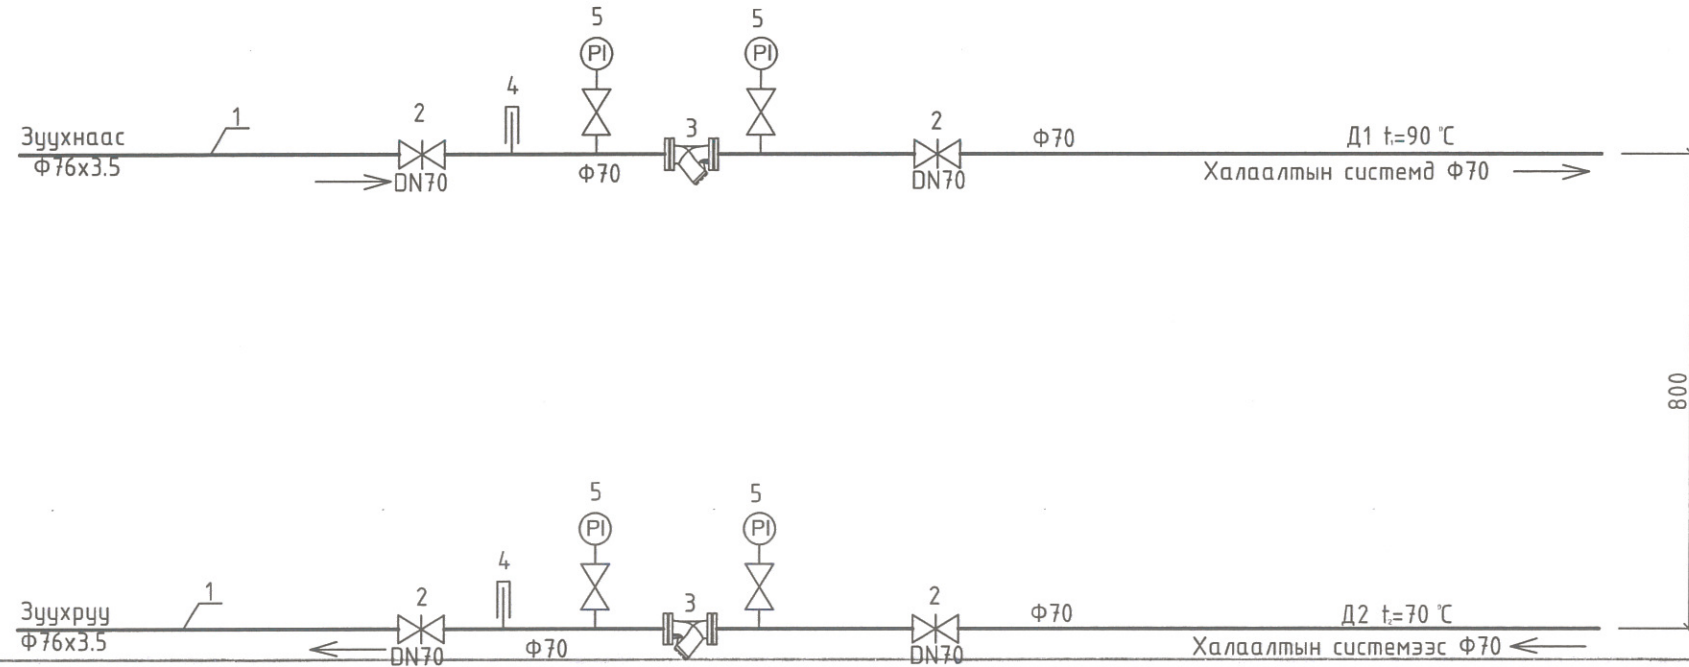 5 5
PI PI
4
1 2 3 2
Зуухнаас Ф70 Д1 t₁=90 °C
Ф76x3.5 DN70 Ф70 DN70 Халаалтын системд Ф70
800
5 5
PI PI
4
1 2 3 2
Зуухруу Ф70 Д2 t₂=70 °C
Ф76x3.5 DN70 Ф70 DN70 Халаалтын системээс Ф70